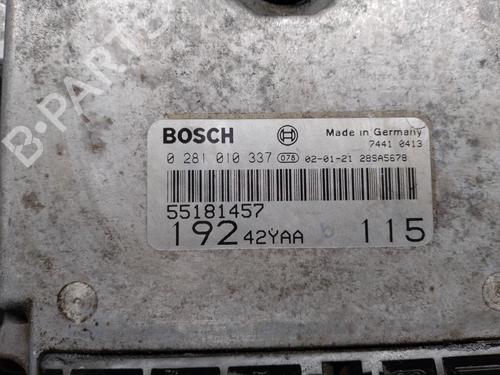 B-PARTS
BOSCH
Made in Germany
7441 0413
0 281 010 337 078 02-01-21 28SA5678
55181457
192 42YAA b 115